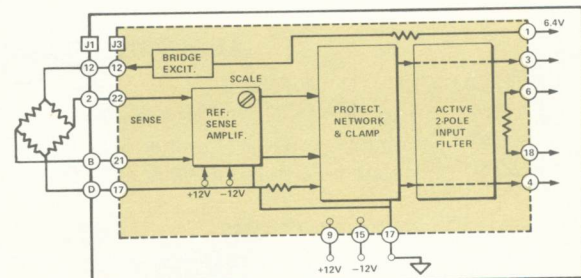 J1 J3
6.4V
1
12 12
BRIDGE
EXCIT.
3
SCALE
2 22
SENSE
REF.
SENSE
AMPLIF.
PROTECT.
NETWORK
& CLAMP
ACTIVE
2-POLE
INPUT
FILTER
6
B 21
18
D 17
4
+12V -12V
9 15 17
+12V -12V